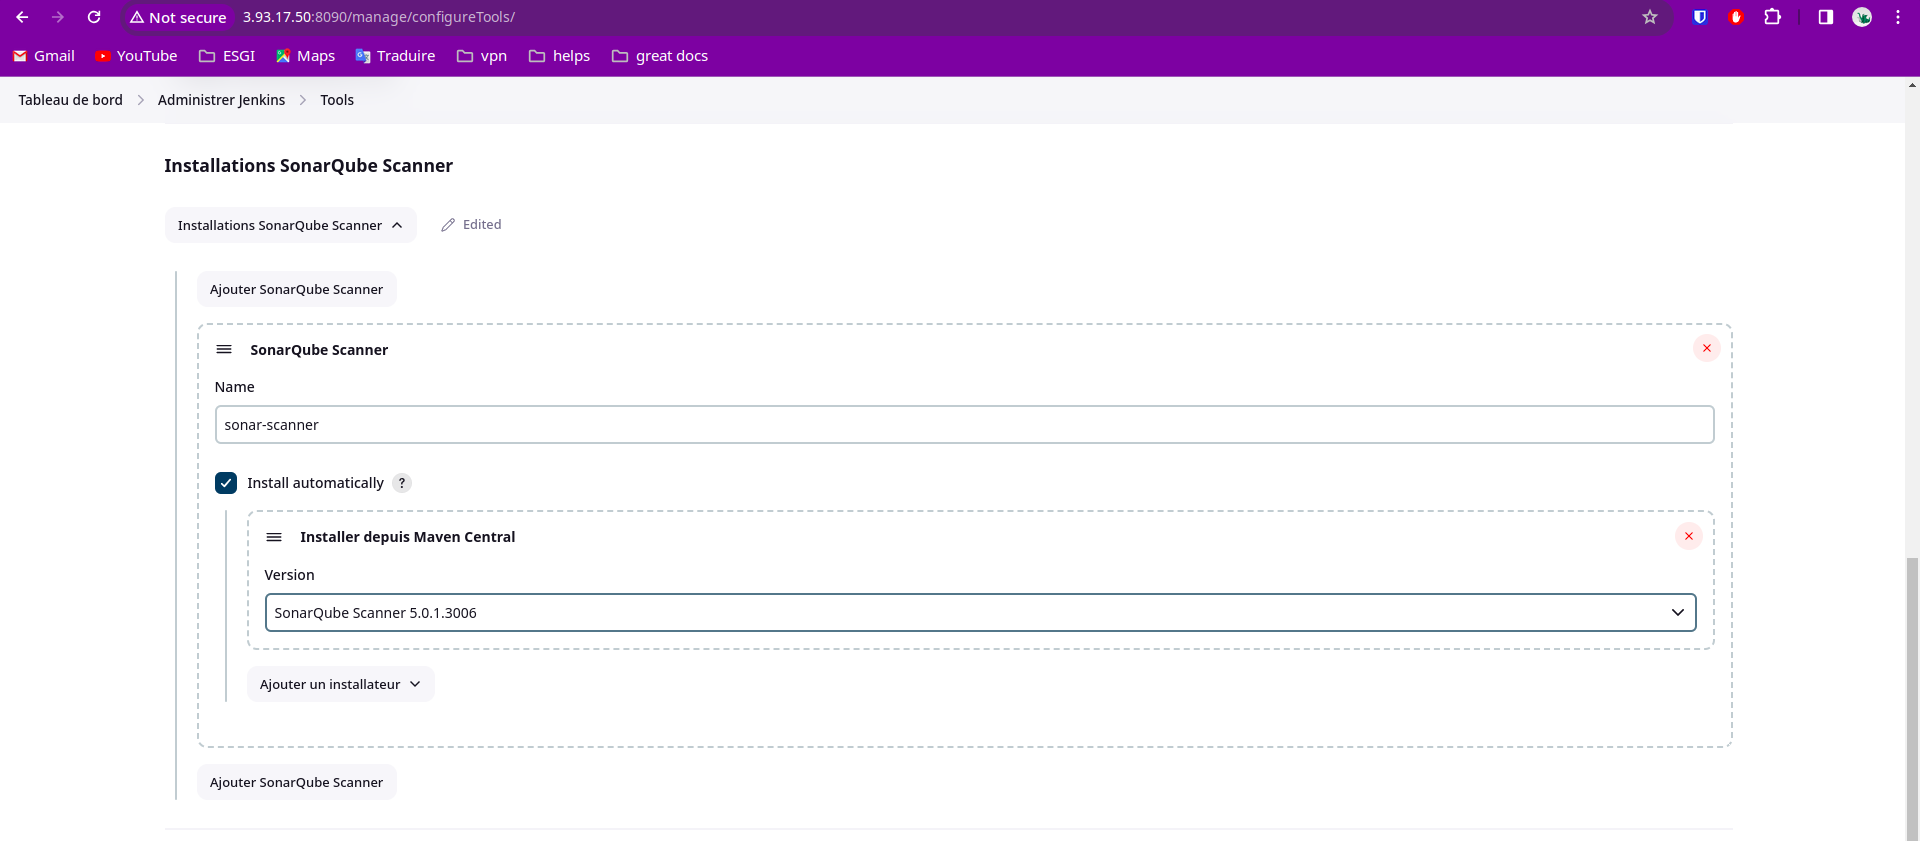 Not secure 3.93.17.50:8090/manage/configureTools/
Gmail YouTube ESGI Maps Traduire vpn helps great docs
Tableau de bord > Administrer Jenkins > Tools
Installations SonarQube Scanner
Installations SonarQube Scanner Edited
Ajouter SonarQube Scanner
SonarQube Scanner
Name
sonar-scanner
Install automatically ?
Installer depuis Maven Central
Version
SonarQube Scanner 5.0.1.3006
Ajouter un installateur
Ajouter SonarQube Scanner